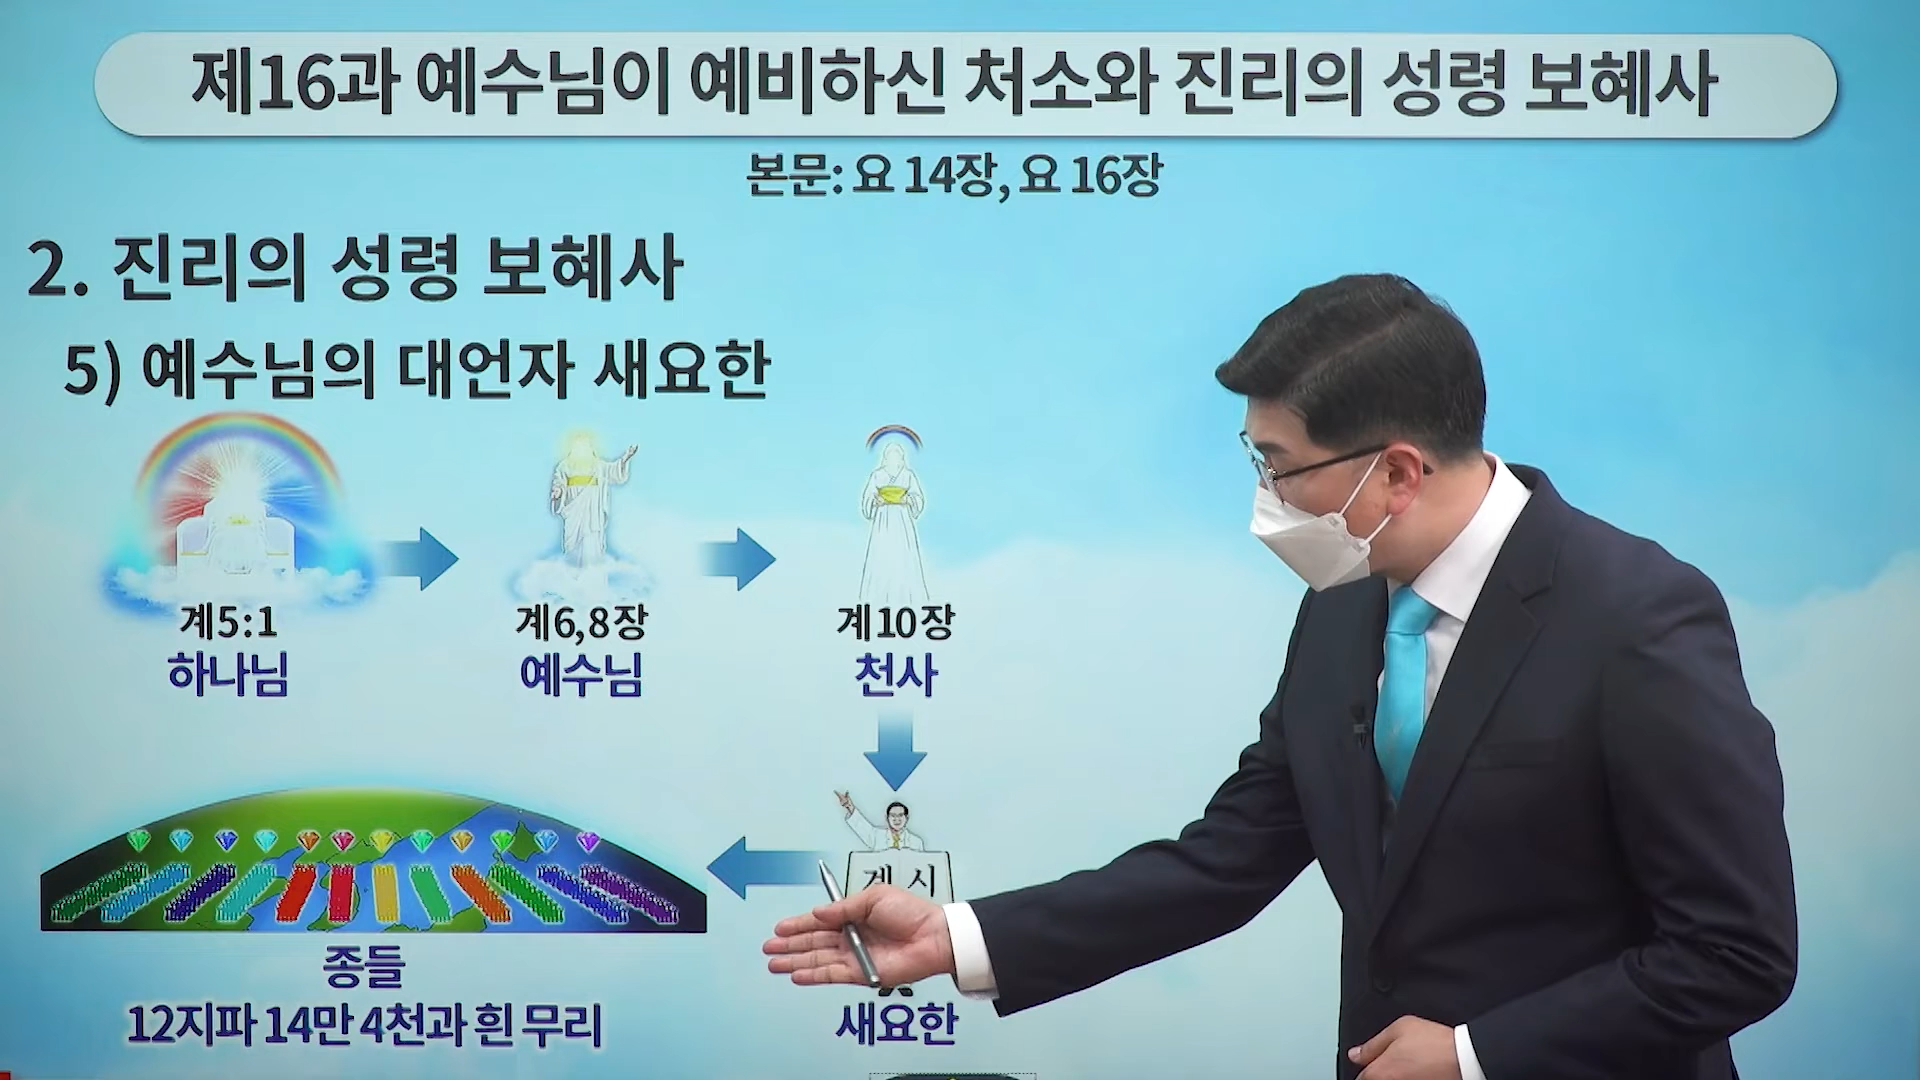 제16과 예수님이 예비하신 처소와 진리의 성령 보혜사
본문: 요 14장, 요 16장
2. 진리의 성령 보혜사
5) 예수님의 대언자 새요한
계5:1
하나님
계6,8장
예수님
계10장
천사
계시
종들
12지파 14만 4천과 흰 무리
새요한